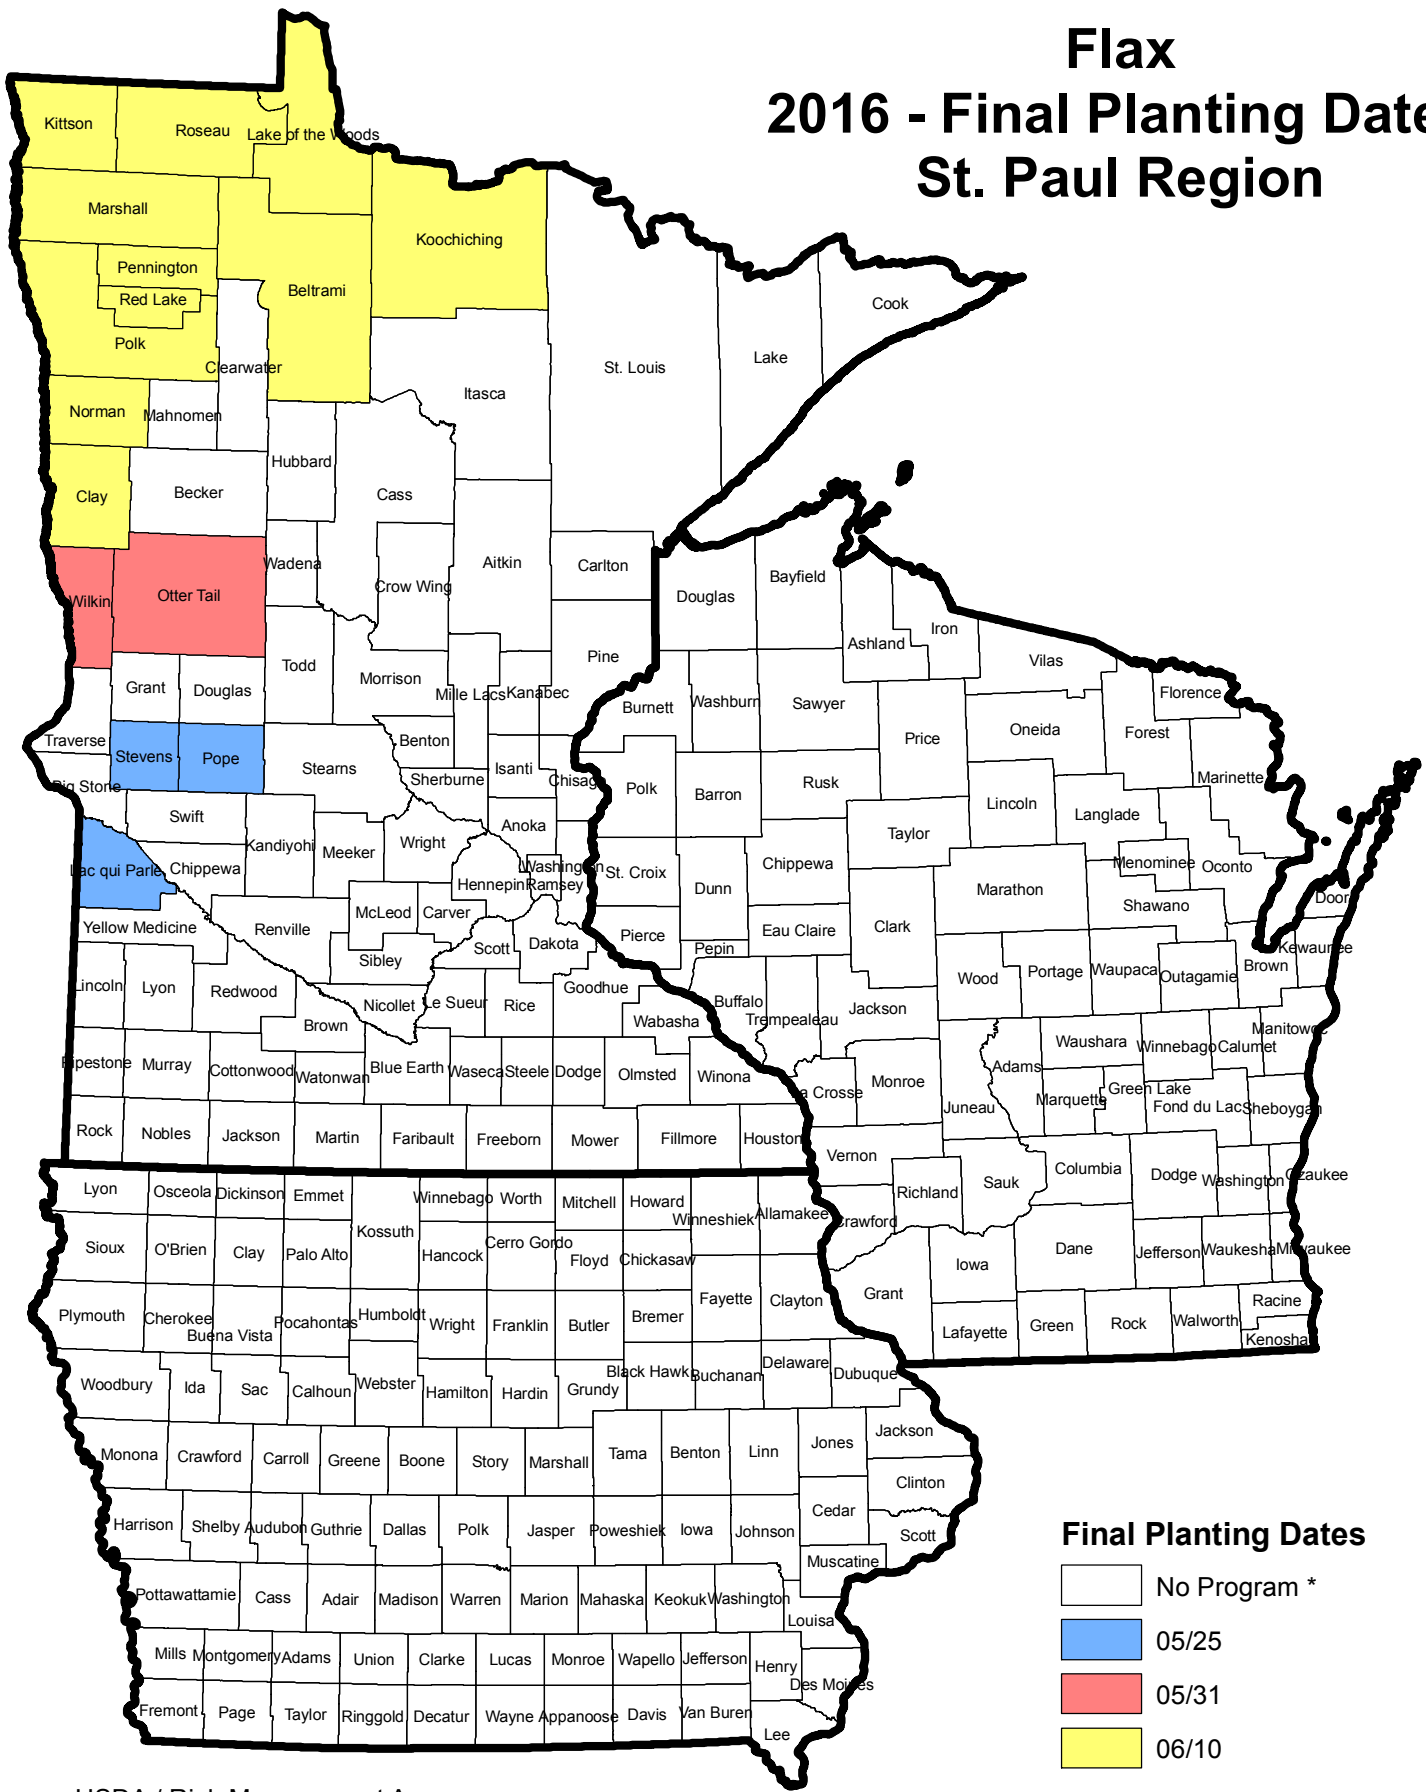 Flax
2016 - Final Planting Date
St. Paul Region
Kittson
Roseau
Lake of the Woods
Marshall
Koochiching
Pennington
Red Lake
Beltrami
Polk
Clearwater
Cook
Lake
St. Louis
Itasca
Norman
Mahnomen
Hubbard
Clay
Becker
Cass
Wadena
Aitkin
Carlton
Crow Wing
Wilkin
Otter Tail
Pine
Todd
Morrison
Mille Lacs
Kanabec
Grant
Douglas
Traverse
Stevens
Pope
Stearns
Benton
Isanti
Sherburne
Big Stone
Swift
Anoka
Kandiyohi
Meeker
Wright
Washington
Lac qui Parle
Chippewa
Hennepin
Ramsey
McLeod
Carver
Yellow Medicine
Renville
Scott
Dakota
Sibley
Lincoln
Lyon
Redwood
Nicollet
Le Sueur
Rice
Goodhue
Wabasha
Brown
Pipestone
Murray
Cottonwood
Watonwan
Blue Earth
Waseca
Steele
Dodge
Olmsted
Winona
Rock
Nobles
Jackson
Martin
Faribault
Freeborn
Mower
Fillmore
Houston
Douglas
Bayfield
Ashland
Iron
Vilas
Burnett
Washburn
Sawyer
Price
Oneida
Forest
Florence
Marinette
Polk
Barron
Rusk
Lincoln
Langlade
Taylor
Chippewa
Menominee
Oconto
St. Croix
Dunn
Marathon
Shawano
Door
Pierce
Pepin
Eau Claire
Clark
Wood
Portage
Waupaca
Outagamie
Brown
Kewaunee
Buffalo
Trempealeau
Jackson
Waushara
Winnebago
Calumet
Manitowoc
La Crosse
Monroe
Juneau
Adams
Marquette
Green Lake
Fond du Lac
Sheboygan
Vernon
Richland
Sauk
Columbia
Dodge
Washington
Ozaukee
Crawford
Iowa
Dane
Jefferson
Waukesha
Milwaukee
Grant
Lafayette
Green
Rock
Walworth
Racine
Kenosha
Lyon
Osceola
Dickinson
Emmet
Kossuth
Winnebago
Worth
Mitchell
Howard
Winneshiek
Allamakee
Sioux
O'Brien
Clay
Palo Alto
Hancock
Cerro Gordo
Floyd
Chickasaw
Plymouth
Cherokee
Buena Vista
Pocahontas
Humboldt
Wright
Franklin
Butler
Bremer
Fayette
Clayton
Woodbury
Ida
Sac
Calhoun
Webster
Hamilton
Hardin
Grundy
Black Hawk
Buchanan
Delaware
Dubuque
Monona
Crawford
Carroll
Greene
Boone
Story
Marshall
Tama
Benton
Linn
Jones
Jackson
Clinton
Cedar
Scott
Harrison
Shelby
Audubon
Guthrie
Dallas
Polk
Jasper
Poweshiek
Iowa
Johnson
Muscatine
Pottawattamie
Cass
Adair
Madison
Warren
Marion
Mahaska
Keokuk
Washington
Louisa
Mills
Montgomery
Adams
Union
Clarke
Lucas
Monroe
Wapello
Jefferson
Henry
Des Moines
Fremont
Page
Taylor
Ringgold
Decatur
Wayne
Appanoose
Davis
Van Buren
Lee
Final Planting Dates
No Program *
05/25
05/31
06/10